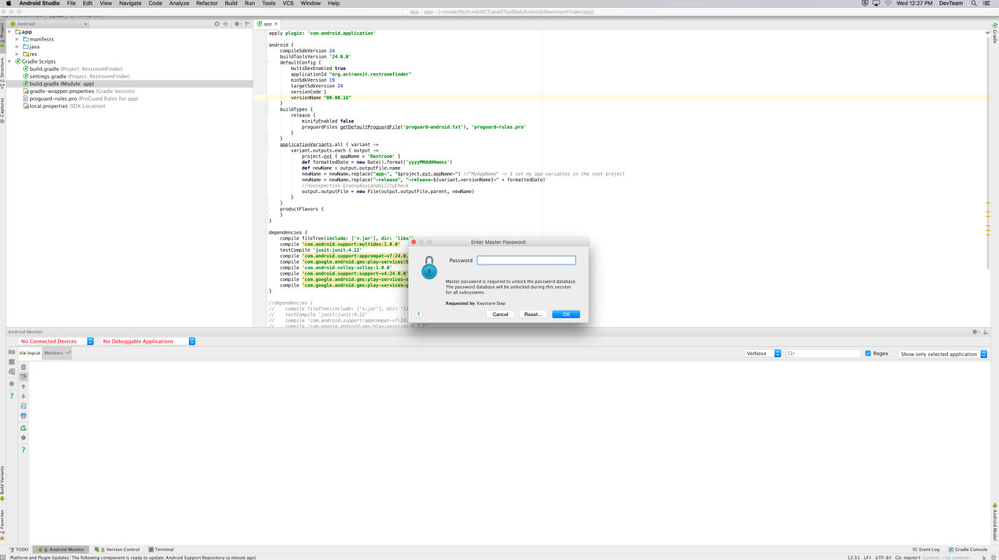 Android Studio File Edit View Navigate Code Analyze Refactor Build Run Tools VCS Window Help Wed 12:27 PM DevTeam
app - app - [~/code/tfs/trunk/ACTransitToolBelt/Android/RestroomFinder/app]
Android
app
app
manifests
java
res
Gradle Scripts
build.gradle (Project: RestroomFinder)
settings.gradle (Project: RestroomFinder)
build.gradle (Module: app)
gradle-wrapper.properties (Gradle Version)
proguard-rules.pro (ProGuard Rules for app)
local.properties (SDK Location)
Project
Z: Structure
Captures
Build Variants
2: Favorites
Gradle
Android Model
apply plugin: 'com.android.application'
android {
compileSdkVersion 24
buildToolsVersion '24.0.0'
defaultConfig {
multiDexEnabled true
applicationId "org.actransit.restroomfinder"
minSdkVersion 19
targetSdkVersion 24
versionCode 1
versionName "00.00.16"
}
buildTypes {
release {
minifyEnabled false
proguardFiles getDefaultProguardFile('proguard-android.txt'), 'proguard-rules.pro'
}
}
applicationVariants.all { variant ->
variant.outputs.each { output ->
project.ext { appName = 'Restroom' }
def formattedDate = new Date().format('yyyyMMddHHmmss')
def newName = output.outputFile.name
newName = newName.replace("app-", "$project.ext.appName-") //"MyAppName" -> I set my app variables in the root project
newName = newName.replace("-release", "-release-${variant.versionName}-" + formattedDate)
//noinspection GroovyAssignabilityCheck
output.outputFile = new File(output.outputFile.parent, newName)
}
}
productFlavors {
}
}
dependencies {
compile fileTree(include: ['*.jar'], dir: 'libs')
compile 'com.android.support:multidex:1.0.0'
testCompile 'junit:junit:4.12'
compile 'com.android.support:appcompat-v7:24.0.
compile 'com.google.android.gms:play-services:9
compile 'com.android.volley:volley:1.0.0'
compile 'com.android.support:support-v4:24.0.0'
compile 'com.google.android.gms:play-services-a
compile 'com.google.android.gms:play-services-g
}
//dependencies {
// compile fileTree(include: ['*.jar'], dir: 'li
// testCompile 'junit:junit:4.12'
// compile 'com.android.support:appcompat-v7:24.
// compile 'com.google.android.gms:play-services:9.2.1'
Enter Master Password
Password
Master password is required to unlock the password database.
The password database will be unlocked during this session
for all subsystems.
Requested by: Keystore Step
? Cancel Reset... OK
Android Monitor
No Connected Devices No Debuggable Applications
logcat Monitors Verbose Regex Show only selected application
TODO 6: Android Monitor 9: Version Control Terminal Event Log Gradle Console
Platform and Plugin Updates: The following component is ready to update: Android Support Repository (a minute ago) 12:31 LF UTF-8 Git: master Context: <no context>